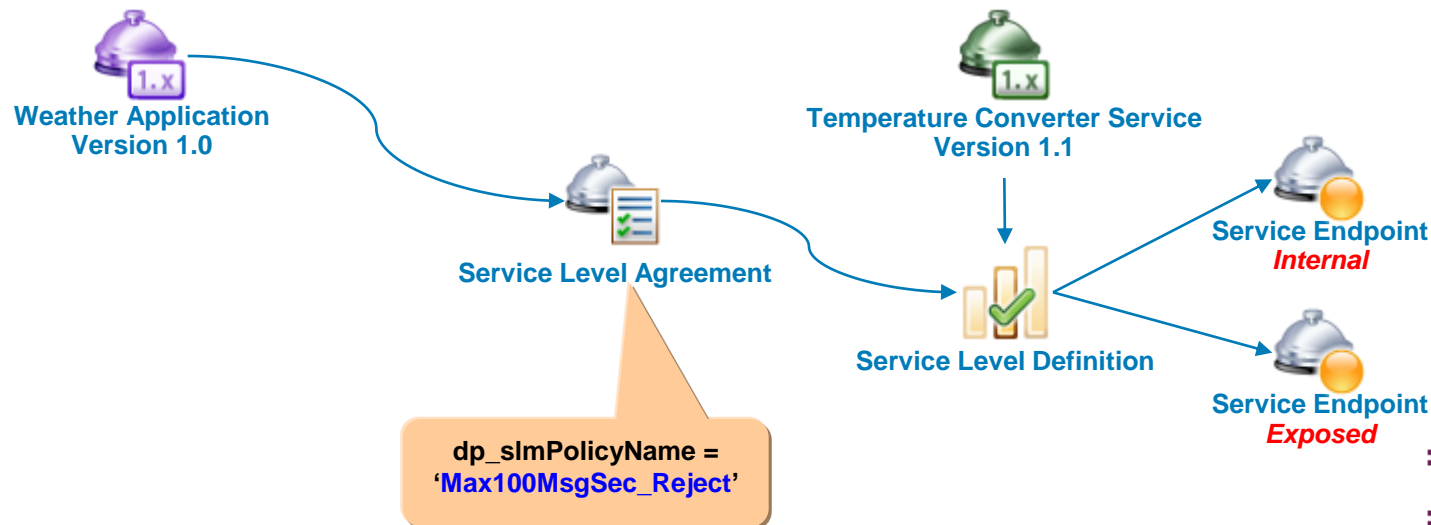 1.x
Weather Application
Version 1.0
1.x
Temperature Converter Service
Version 1.1
Service Level Agreement
Service Endpoint
Internal
Service Level Definition
Service Endpoint
Exposed
dp_slmPolicyName =
‘Max100MsgSec_Reject’
:
: